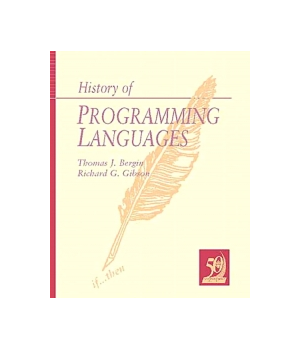 History of
PROGRAMMING
LANGUAGES
Thomas J. Bergin
Richard G. Gibson
if...then
50